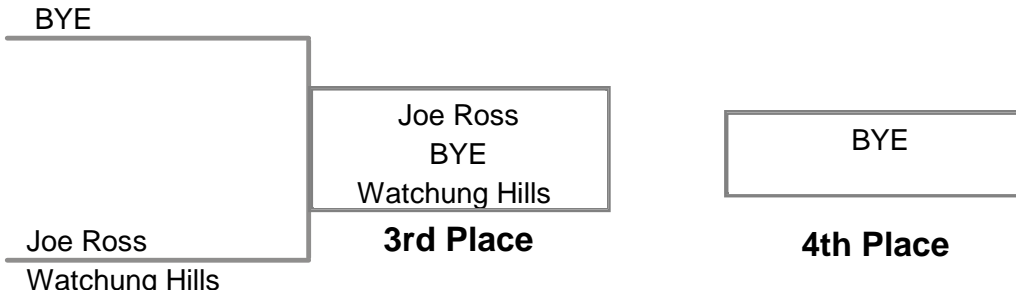 BYE
Joe Ross
BYE
Watchung Hills
3rd Place
BYE
4th Place
Joe Ross
Watchung Hills